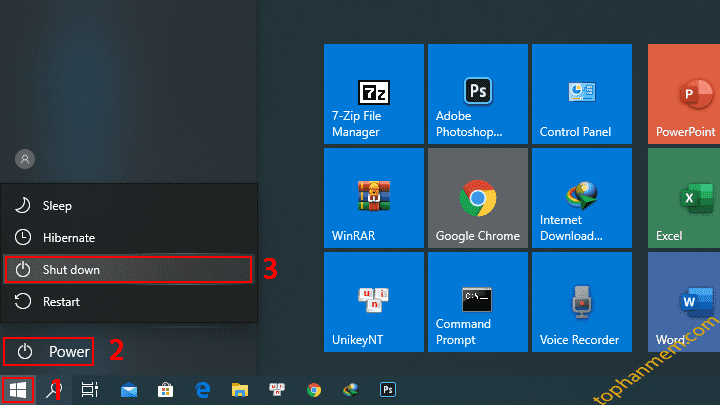 Sleep
Hibernate
Shut down
3
Restart
Power
2
1
7z
7-Zip File
Manager
Ps
Adobe
Photoshop...
Control Panel
P
PowerPoint
WinRAR
Google Chrome
Internet
Download...
X
Excel
u
i
n
UnikeyNT
C:\_
Command
Prompt
Voice Recorder
W
Word
Ps
tophanmem.com